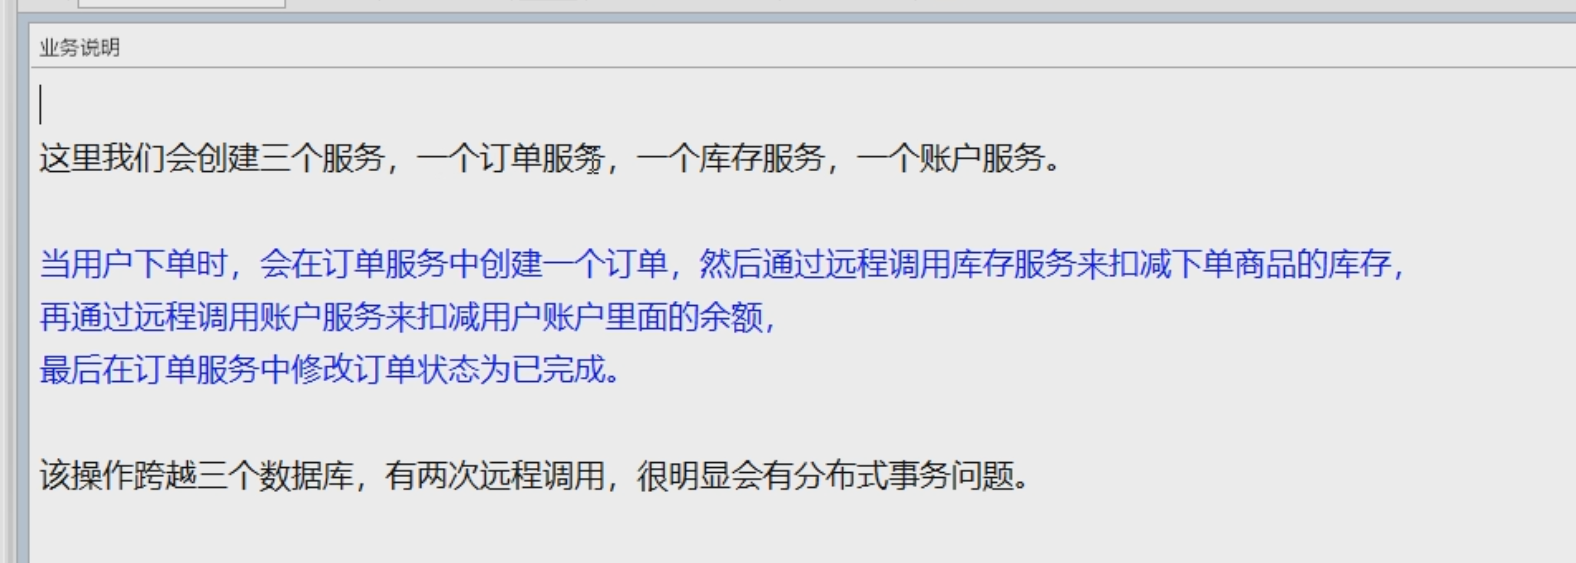 业务说明
这里我们会创建三个服务，一个订单服务，一个库存服务，一个账户服务。
当用户下单时，会在订单服务中创建一个订单，然后通过远程调用库存服务来扣减下单商品的库存，
再通过远程调用账户服务来扣减用户账户里面的余额，
最后在订单服务中修改订单状态为已完成。
该操作跨越三个数据库，有两次远程调用，很明显会有分布式事务问题。